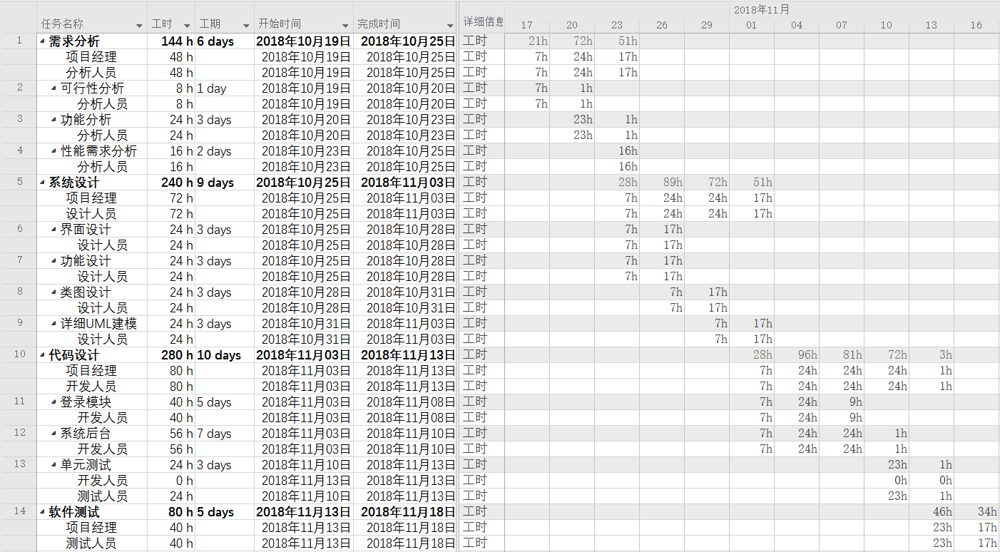 2018年11月
任务名称 工时 工期 开始时间 完成时间 详细信息 17 20 23 26 29 01 04 07 10 13 16
1 需求分析 144 h 6 days 2018年10月19日 2018年10月25日 工时 21h 72h 51h
项目经理 48 h 2018年10月19日 2018年10月25日 工时 7h 24h 17h
分析人员 48 h 2018年10月19日 2018年10月25日 工时 7h 24h 17h
2 可行性分析 8 h 1 day 2018年10月19日 2018年10月20日 工时 7h 1h
分析人员 8 h 2018年10月19日 2018年10月20日 工时 7h 1h
3 功能分析 24 h 3 days 2018年10月20日 2018年10月23日 工时 23h 1h
分析人员 24 h 2018年10月20日 2018年10月23日 工时 23h 1h
4 性能需求分析 16 h 2 days 2018年10月23日 2018年10月25日 工时 16h
分析人员 16 h 2018年10月23日 2018年10月25日 工时 16h
5 系统设计 240 h 9 days 2018年10月25日 2018年11月03日 工时 28h 89h 72h 51h
项目经理 72 h 2018年10月25日 2018年11月03日 工时 7h 24h 24h 17h
设计人员 72 h 2018年10月25日 2018年11月03日 工时 7h 24h 24h 17h
6 界面设计 24 h 3 days 2018年10月25日 2018年10月28日 工时 7h 17h
设计人员 24 h 2018年10月25日 2018年10月28日 工时 7h 17h
7 功能设计 24 h 3 days 2018年10月25日 2018年10月28日 工时 7h 17h
设计人员 24 h 2018年10月25日 2018年10月28日 工时 7h 17h
8 类图设计 24 h 3 days 2018年10月28日 2018年10月31日 工时 7h 17h
设计人员 24 h 2018年10月28日 2018年10月31日 工时 7h 17h
9 详细UML建模 24 h 3 days 2018年10月31日 2018年11月03日 工时 7h 17h
设计人员 24 h 2018年10月31日 2018年11月03日 工时 7h 17h
10 代码设计 280 h 10 days 2018年11月03日 2018年11月13日 工时 28h 96h 81h 72h 3h
项目经理 80 h 2018年11月03日 2018年11月13日 工时 7h 24h 24h 24h 1h
开发人员 80 h 2018年11月03日 2018年11月13日 工时 7h 24h 24h 24h 1h
11 登录模块 40 h 5 days 2018年11月03日 2018年11月08日 工时 7h 24h 9h
开发人员 40 h 2018年11月03日 2018年11月08日 工时 7h 24h 9h
12 系统后台 56 h 7 days 2018年11月03日 2018年11月10日 工时 7h 24h 24h 1h
开发人员 56 h 2018年11月03日 2018年11月10日 工时 7h 24h 24h 1h
13 单元测试 24 h 3 days 2018年11月10日 2018年11月13日 工时 23h 1h
开发人员 0 h 2018年11月13日 2018年11月13日 工时 0h 0h
测试人员 24 h 2018年11月10日 2018年11月13日 工时 23h 1h
14 软件测试 80 h 5 days 2018年11月13日 2018年11月18日 工时 46h 34h
项目经理 40 h 2018年11月13日 2018年11月18日 工时 23h 17h
测试人员 40 h 2018年11月13日 2018年11月18日 工时 23h 17h